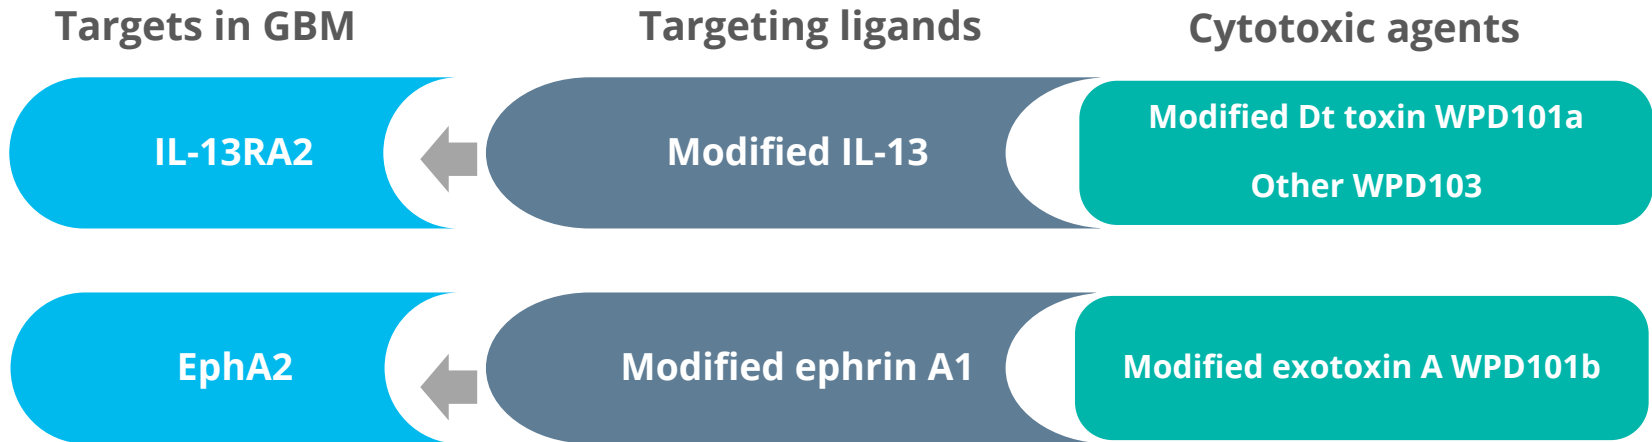 Targets in GBM
Targeting ligands
Cytotoxic agents
IL-13RA2
Modified IL-13
Modified Dt toxin WPD101a
Other WPD103
EphA2
Modified ephrin A1
Modified exotoxin A WPD101b